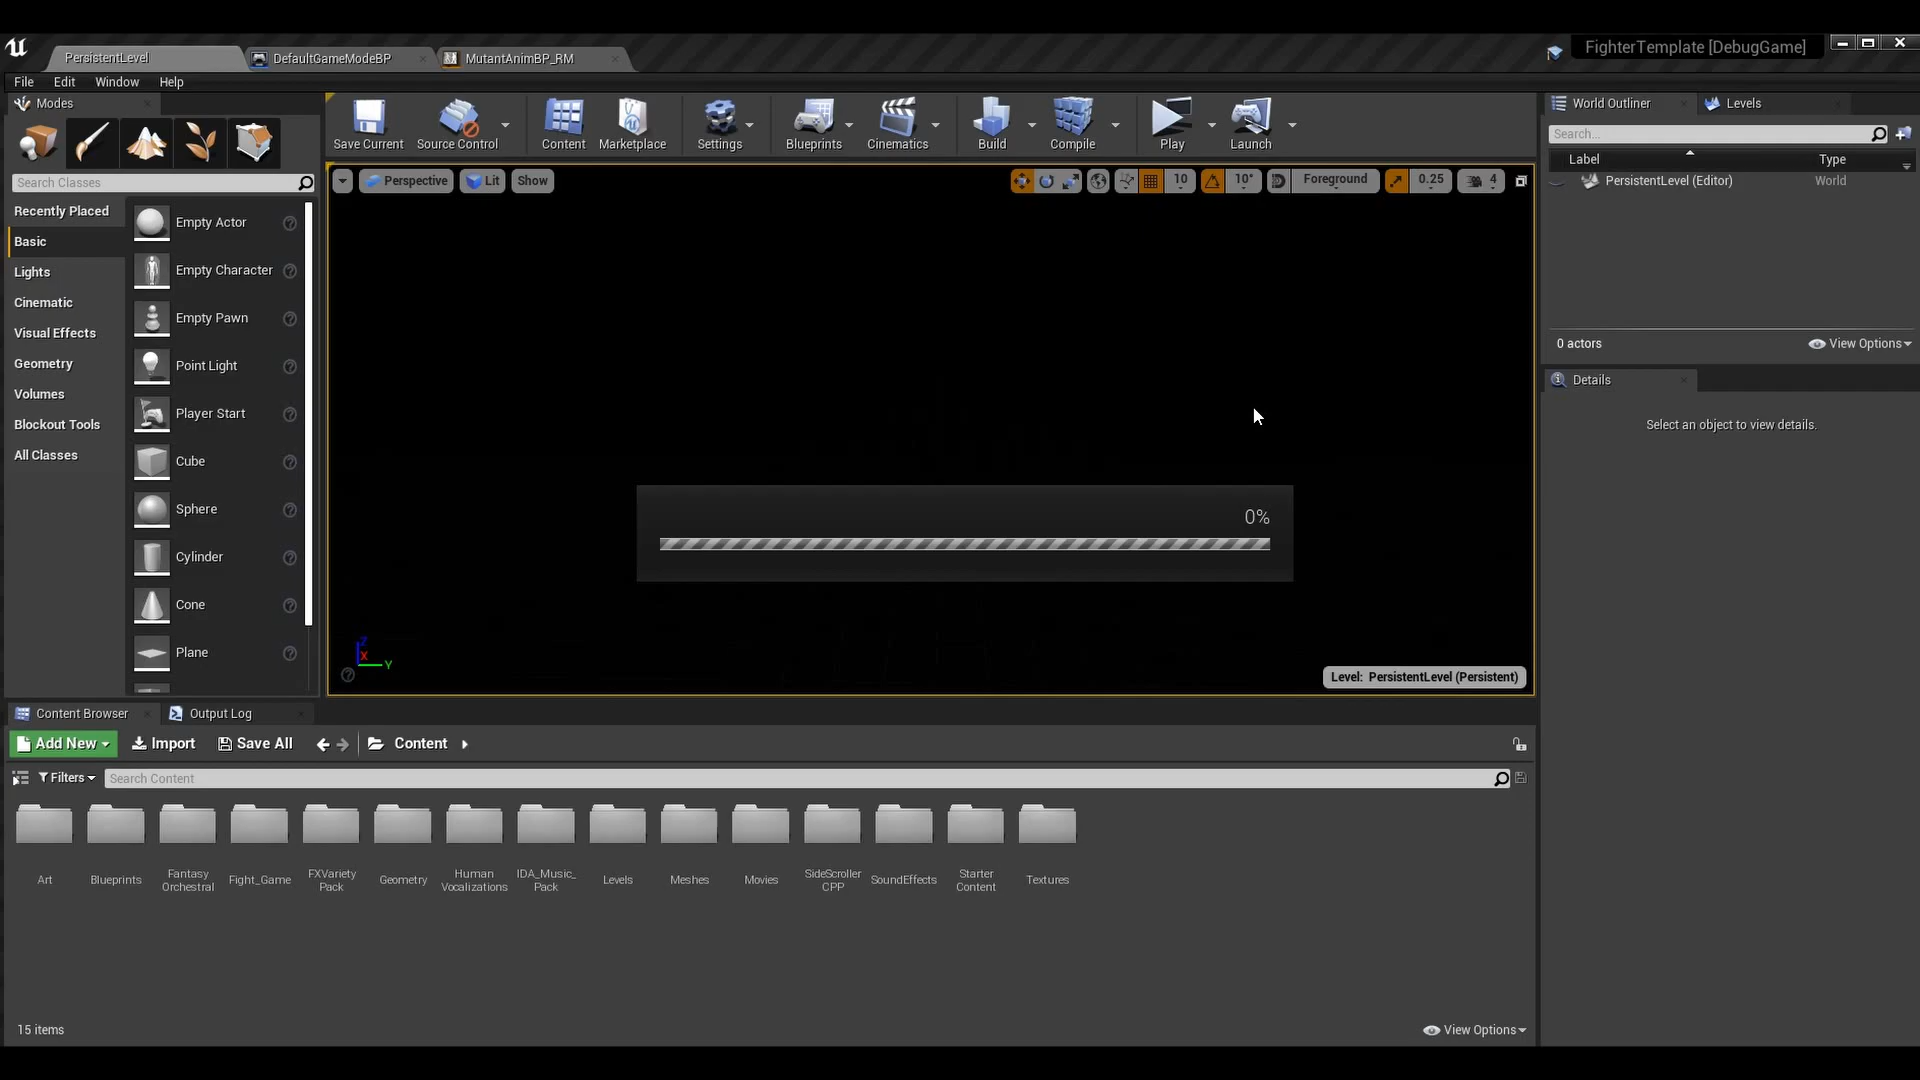 PersistentLevel
DefaultGameModeBP
MutantAnimBP_RM
FighterTemplate [DebugGame]
File Edit Window Help
Modes
Save Current
Source Control
Content
Marketplace
Settings
Blueprints
Cinematics
Build
Compile
Play
Launch
Search Classes
Recently Placed
Basic
Lights
Cinematic
Visual Effects
Geometry
Volumes
Blockout Tools
All Classes
Empty Actor
Empty Character
Empty Pawn
Point Light
Player Start
Cube
Sphere
Cylinder
Cone
Plane
Perspective
Lit
Show
10
10°
Foreground
0.25
4
0%
Z
X
Y
Level: PersistentLevel (Persistent)
World Outliner
Levels
Search...
Label
Type
PersistentLevel (Editor)
World
0 actors
View Options
Details
Select an object to view details.
Content Browser
Output Log
Add New
Import
Save All
Content
Filters
Search Content
Art
Blueprints
Fantasy
Orchestral
Fight_Game
FXVariety
Pack
Geometry
Human
Vocalizations
IDA_Music_
Pack
Levels
Meshes
Movies
SideScroller
CPP
SoundEffects
Starter
Content
Textures
15 items
View Options